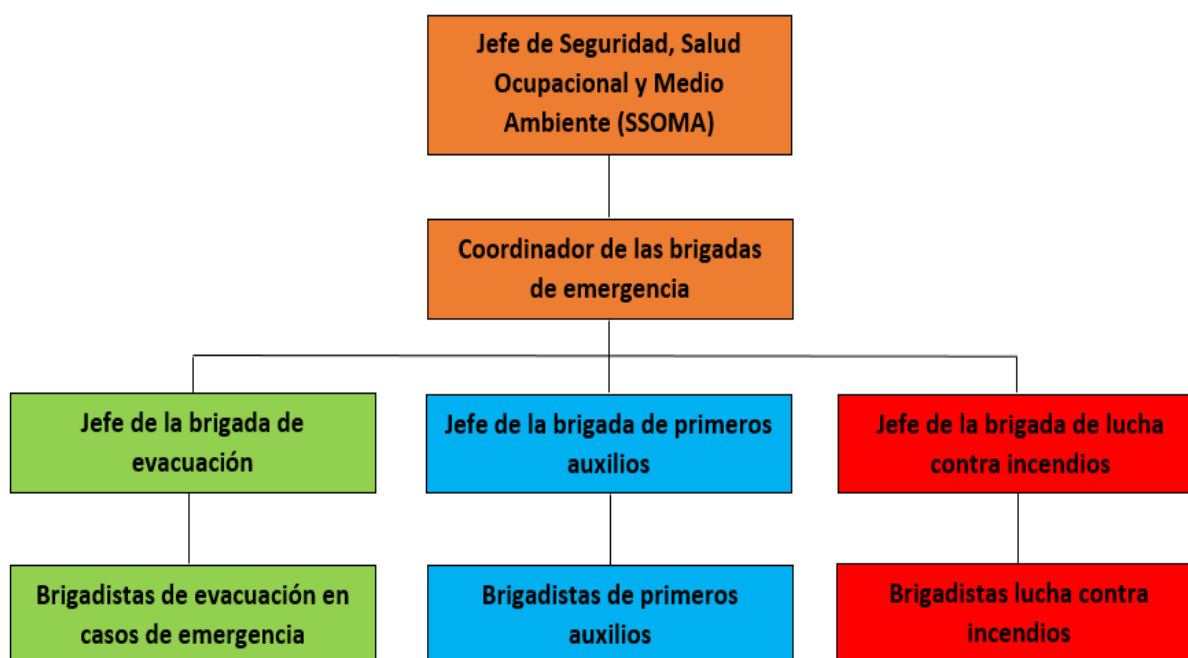 Jefe de Seguridad, Salud
Ocupacional y Medio
Ambiente (SSOMA)
Coordinador de las brigadas
de emergencia
Jefe de la brigada de
evacuación
Jefe de la brigada de primeros
auxilios
Jefe de la brigada de lucha
contra incendios
Brigadistas de evacuación en
casos de emergencia
Brigadistas de primeros
auxilios
Brigadistas lucha contra
incendios